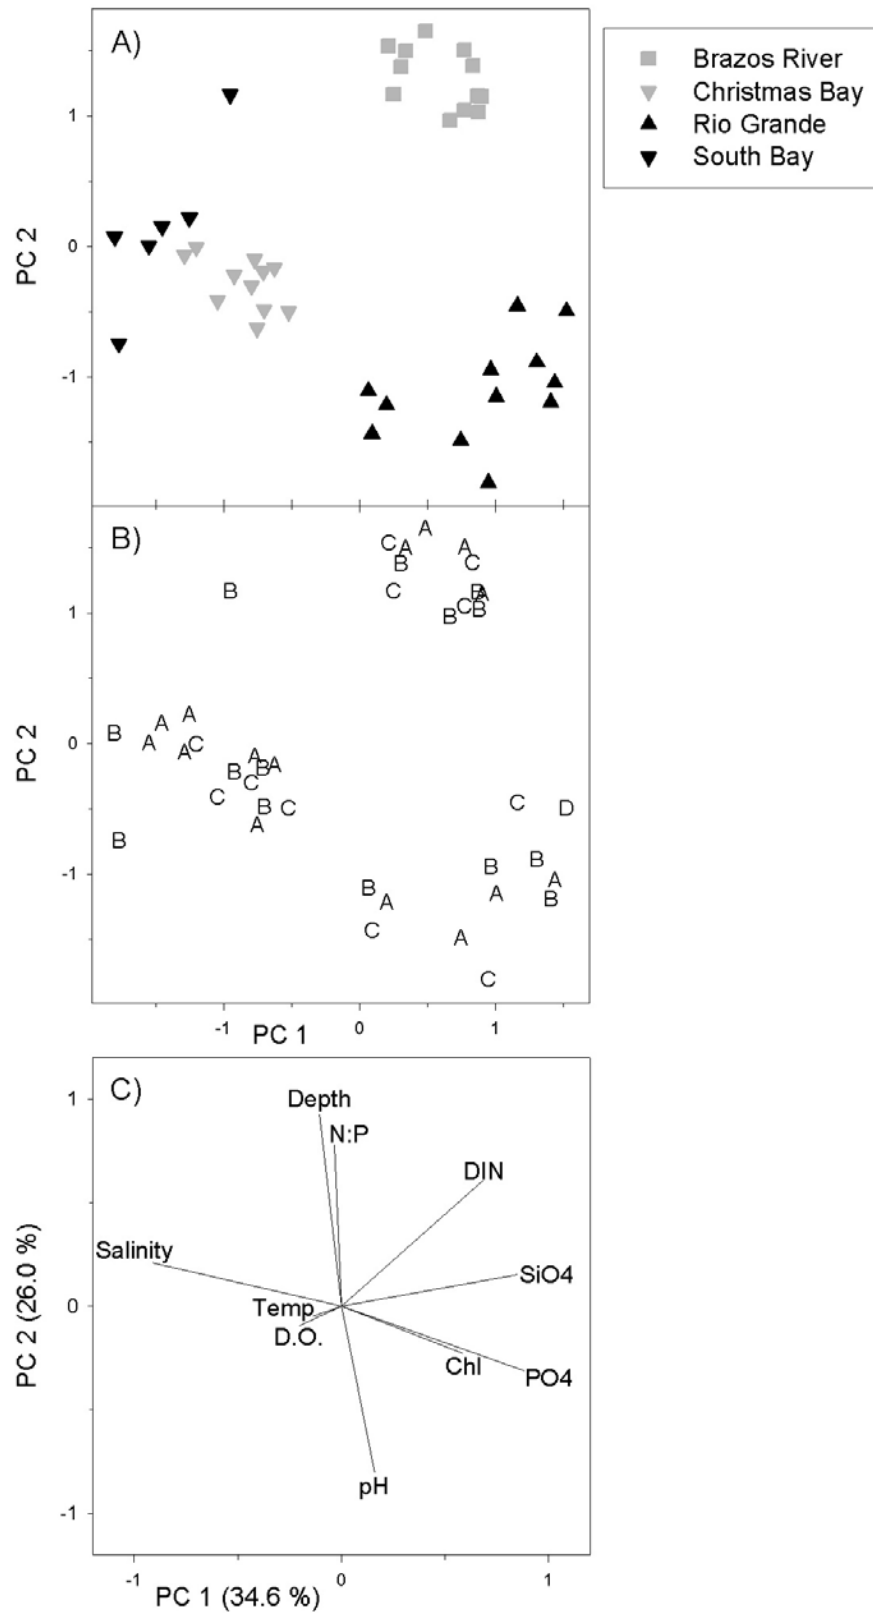 A)
Brazos River
Christmas Bay
Rio Grande
South Bay
1
0
-1
PC 2
B)
A
C A A
B C
C B A
B C B
B
1
A
B A
A A C
0
A
B B A
C C
B C
A
B
C D
B B
A
B A B
A
C
A
C
-1
PC 2
-1
0
1
PC 1
C)
Depth
N:P
DIN
Salinity
SiO4
Temp
D.O.
Chl
PO4
pH
1
0
-1
PC 2 (26.0 %)
-1
0
1
PC 1 (34.6 %)